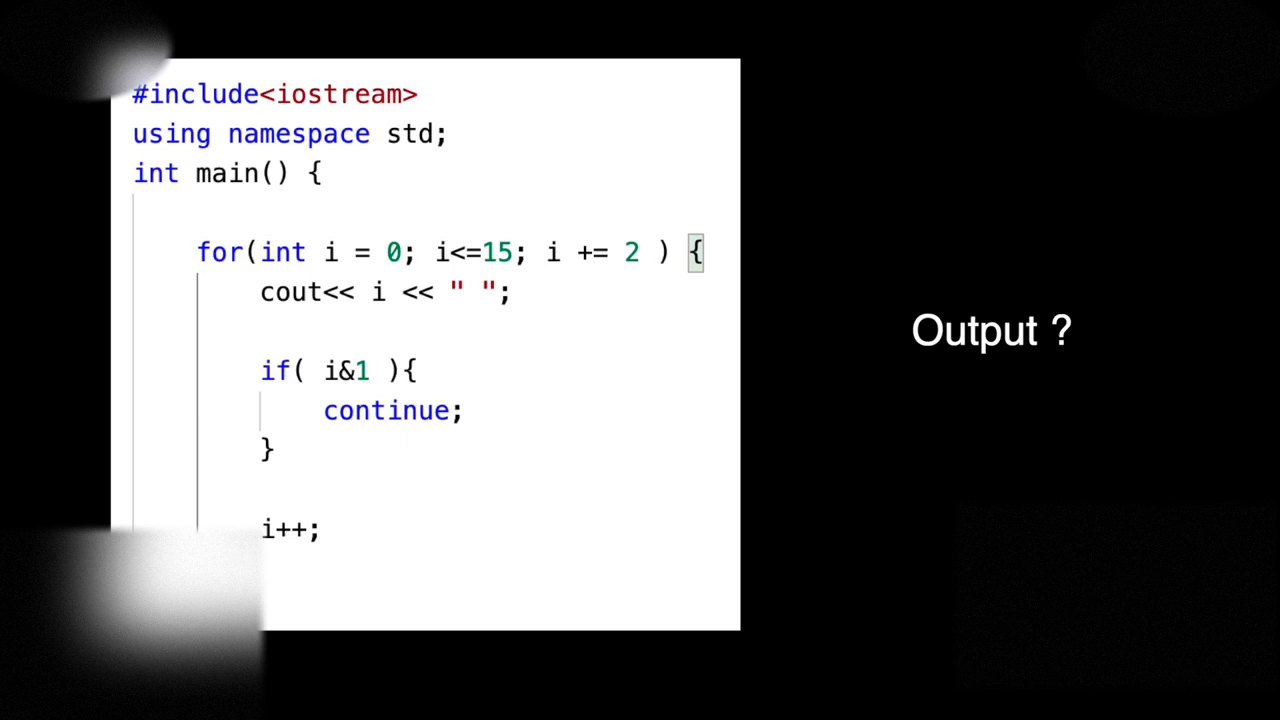 #include<iostream>
using namespace std;
int main() {
for(int i = 0; i<=15; i += 2 ) {
cout<< i << " ";
if( i&1 ){
continue;
}
i++;
Output ?